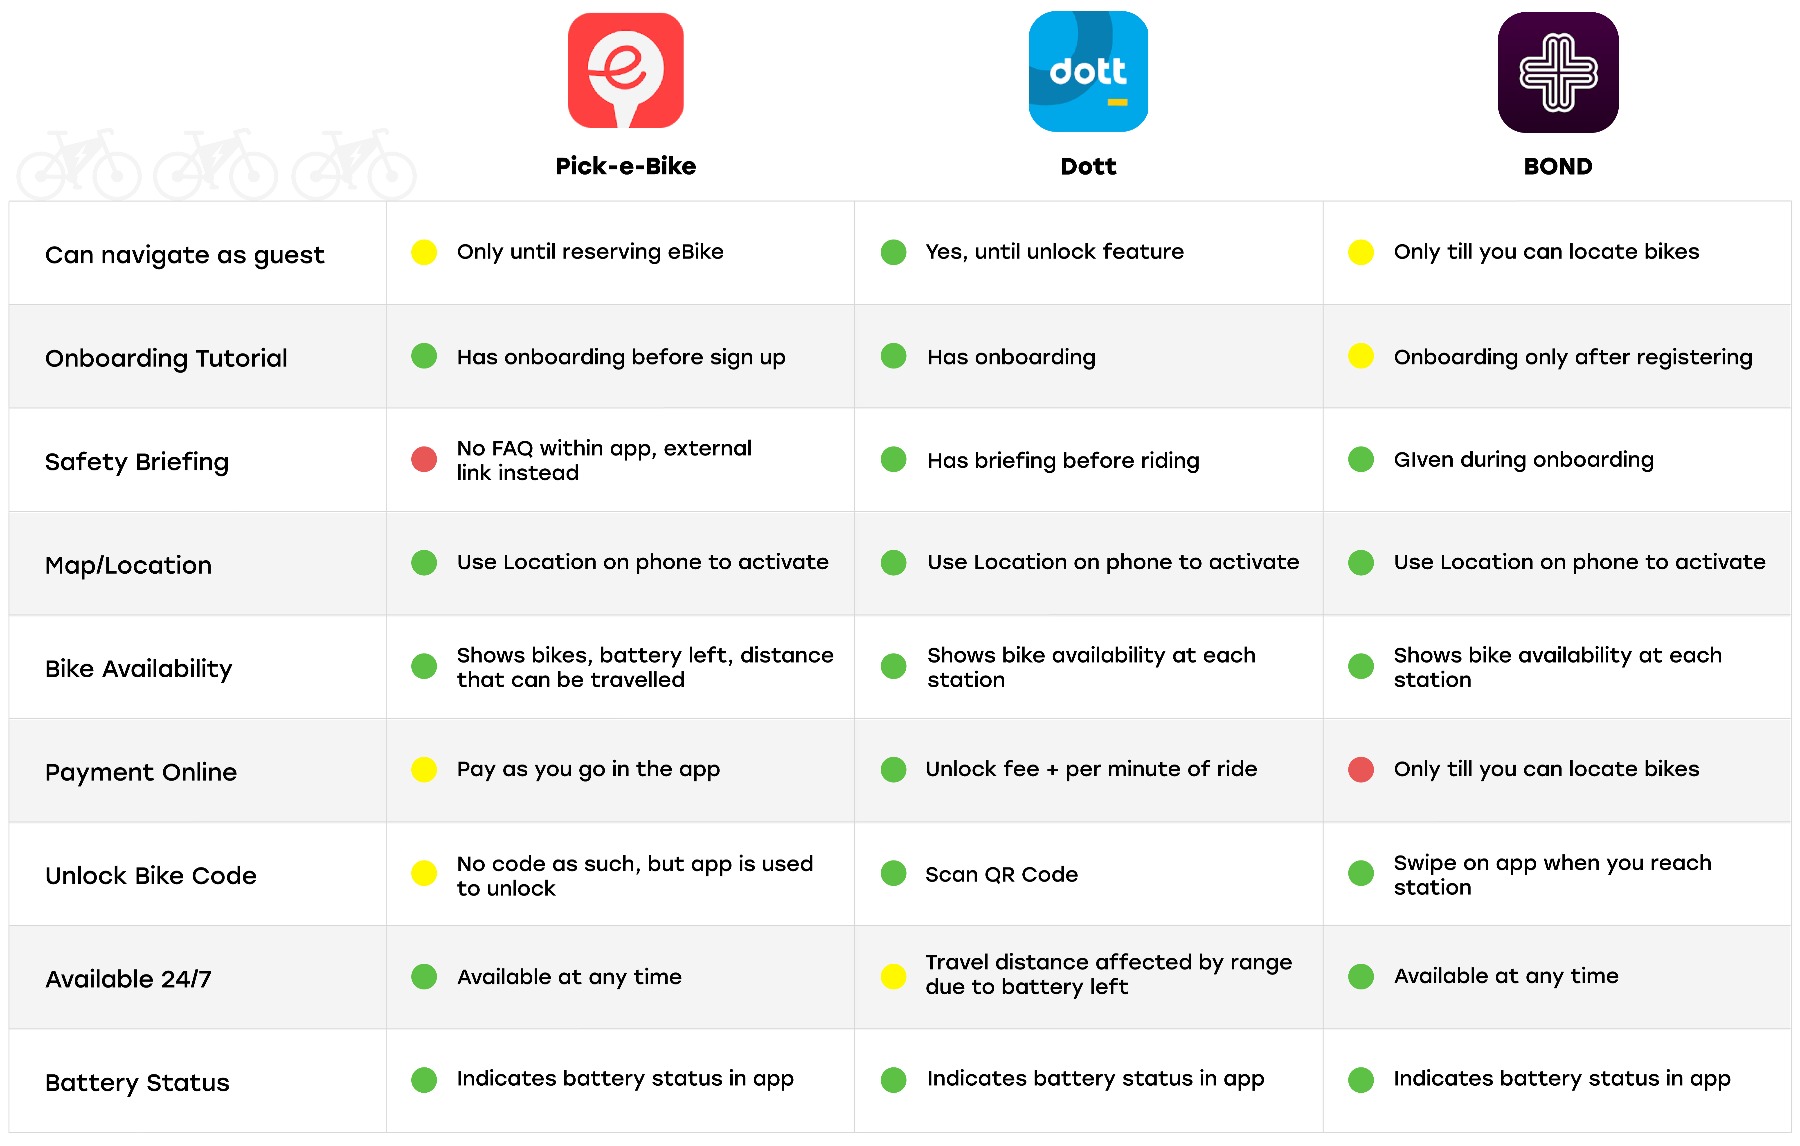 e
dott
Pick-e-Bike
Dott
BOND
Can navigate as guest
Only until reserving eBike
Yes, until unlock feature
Only till you can locate bikes
Onboarding Tutorial
Has onboarding before sign up
Has onboarding
Onboarding only after registering
Safety Briefing
No FAQ within app, external
link instead
Has briefing before riding
GIven during onboarding
Map/Location
Use Location on phone to activate
Use Location on phone to activate
Use Location on phone to activate
Bike Availability
Shows bikes, battery left, distance
that can be travelled
Shows bike availability at each
station
Shows bike availability at each
station
Payment Online
Pay as you go in the app
Unlock fee + per minute of ride
Only till you can locate bikes
Unlock Bike Code
No code as such, but app is used
to unlock
Scan QR Code
Swipe on app when you reach
station
Available 24/7
Available at any time
Travel distance affected by range
due to battery left
Available at any time
Battery Status
Indicates battery status in app
Indicates battery status in app
Indicates battery status in app